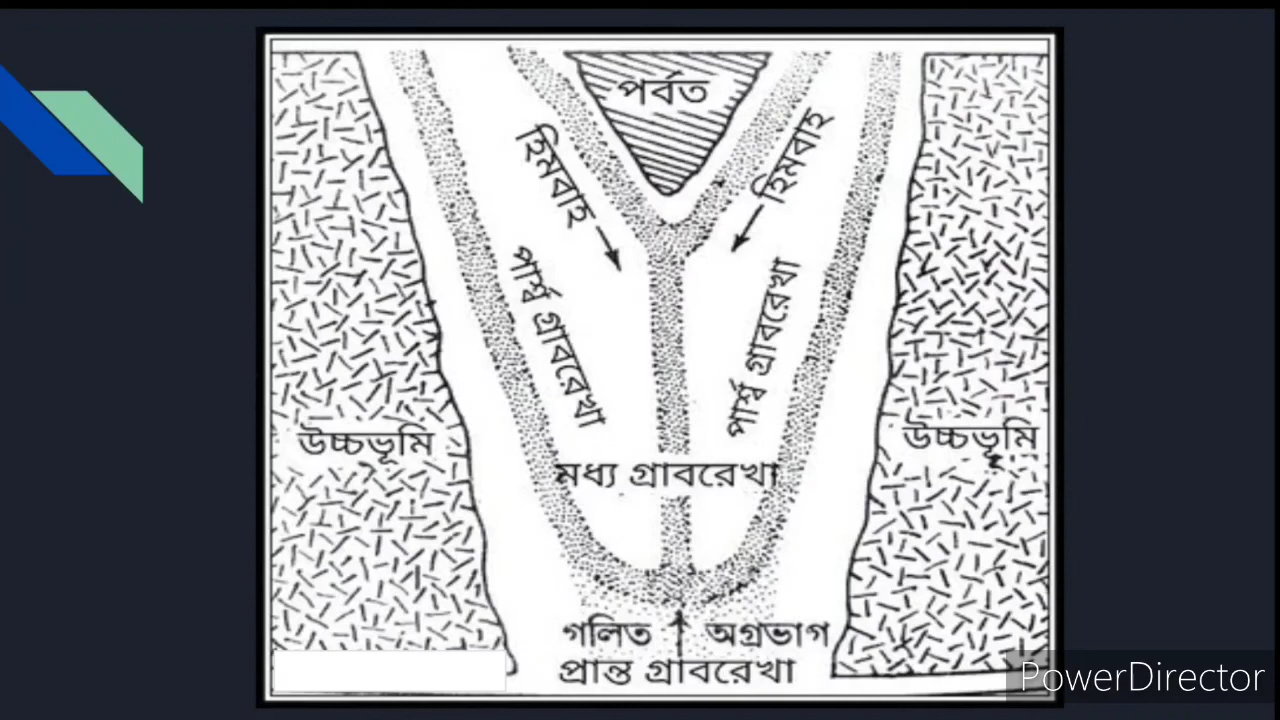 পর্বত
হিমবাহ
হিমবাহ
পার্শ্ব গ্রাবরেখা
পার্শ্ব গ্রাবরেখা
উচ্চভূমি
উচ্চভূমি
মধ্য গ্রাবরেখা
গলিত অগ্রভাগ
প্রান্ত গ্রাবরেখা
PowerDirector